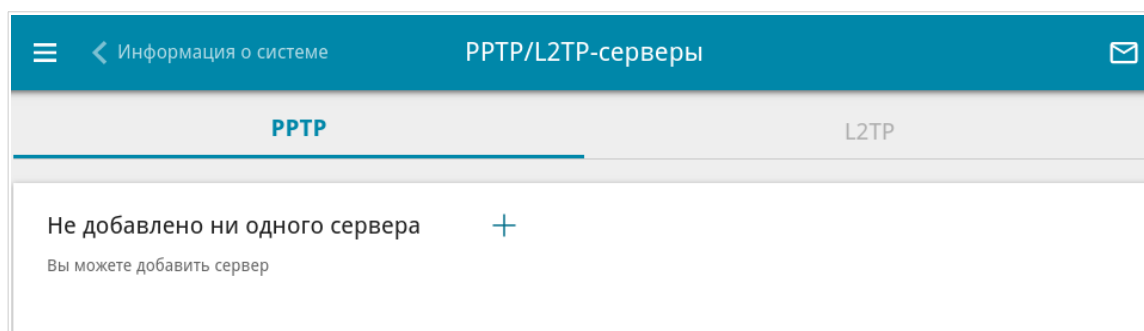 Информация о системе
PPTP/L2TP-серверы
PPTP
L2TP
Не добавлено ни одного сервера
Вы можете добавить сервер